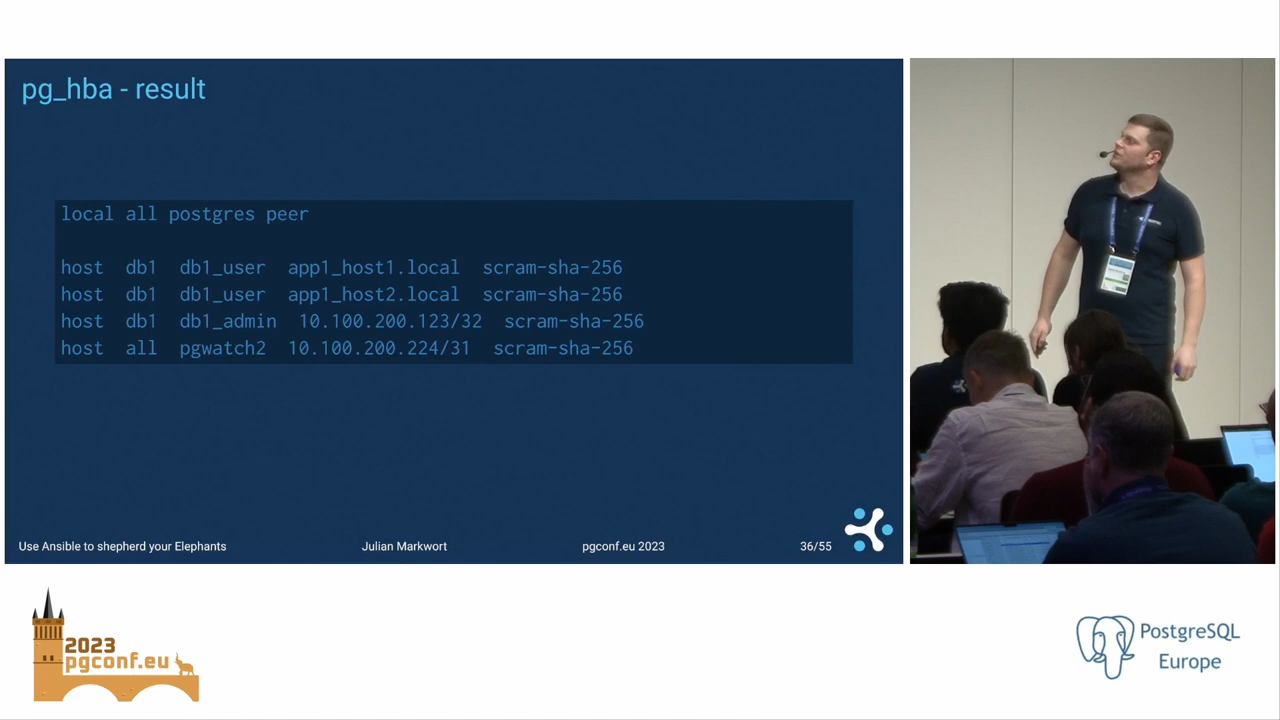 pg_hba - result
local all postgres peer
host db1 db1_user app1_host1.local scram-sha-256
host db1 db1_user app1_host2.local scram-sha-256
host db1 db1_admin 10.100.200.123/32 scram-sha-256
host all pgwatch2 10.100.200.224/31 scram-sha-256
Use Ansible to shepherd your Elephants
Julian Markwort
pgconf.eu 2023
36/55
2023
pgconf.eu
PostgreSQL
Europe